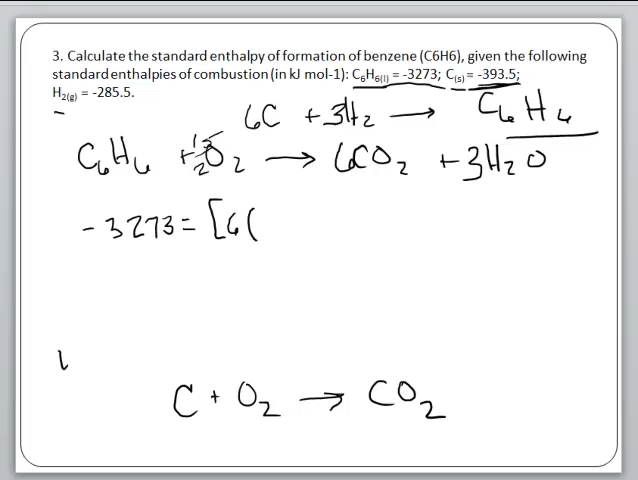 3. Calculate the standard enthalpy of formation of benzene (C6H6), given the following
standard enthalpies of combustion (in kJ mol-1): C₆H₆₍ₗ₎ = -3273; C₍ₛ₎ = -393.5;
H₂₍g₎ = -285.5.
6C + 3H₂ → C₆H₆
C₆H₆ + 15/2 O₂ → 6CO₂ + 3H₂O
-3273 = [6(
C + O₂ → CO₂